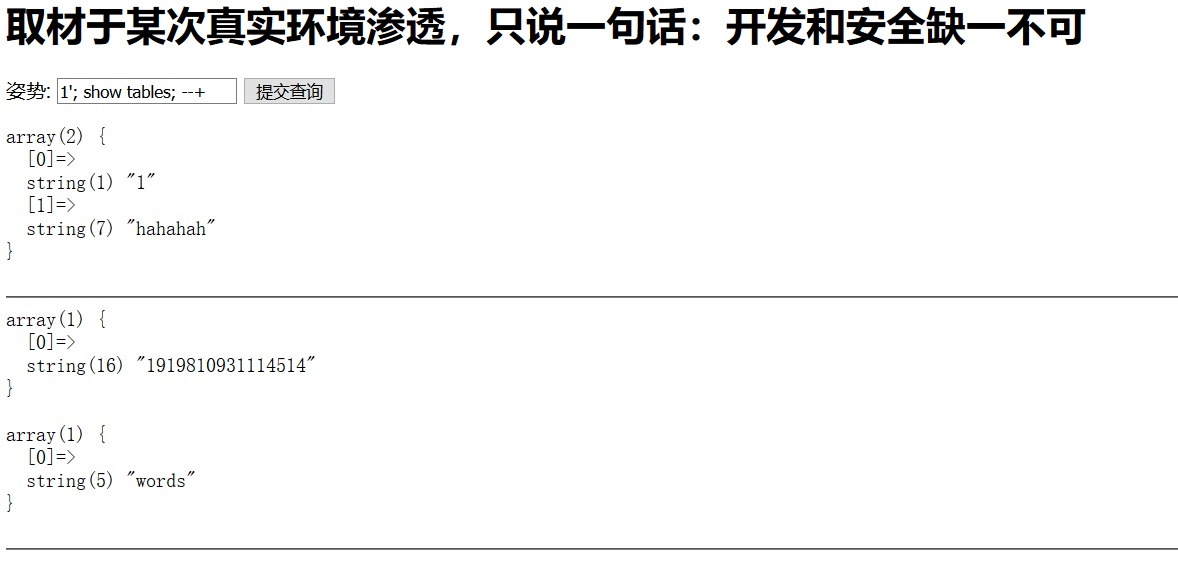 取材于某次真实环境渗透，只说一句话：开发和安全缺一不可
姿势: 1'; show tables; --+ 提交查询
array(2) {
  [0]=>
  string(1) "1"
  [1]=>
  string(7) "hahahah"
}
array(1) {
  [0]=>
  string(16) "1919810931114514"
}
array(1) {
  [0]=>
  string(5) "words"
}